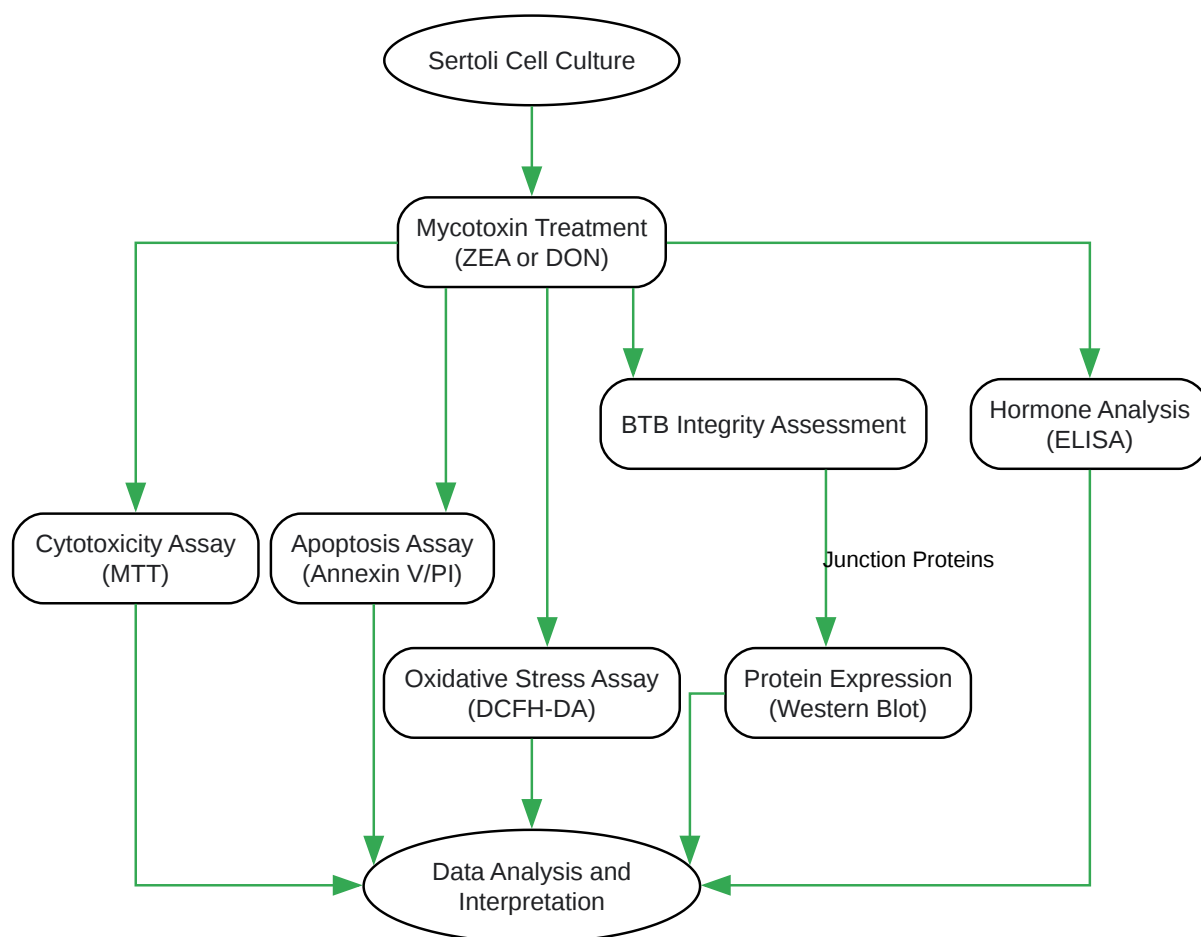 Sertoli Cell Culture
Mycotoxin Treatment
(ZEA or DON)
BTB Integrity Assessment
Hormone Analysis
(ELISA)
Cytotoxicity Assay
(MTT)
Apoptosis Assay
(Annexin V/PI)
Junction Proteins
Oxidative Stress Assay
(DCFH-DA)
Protein Expression
(Western Blot)
Data Analysis and
Interpretation